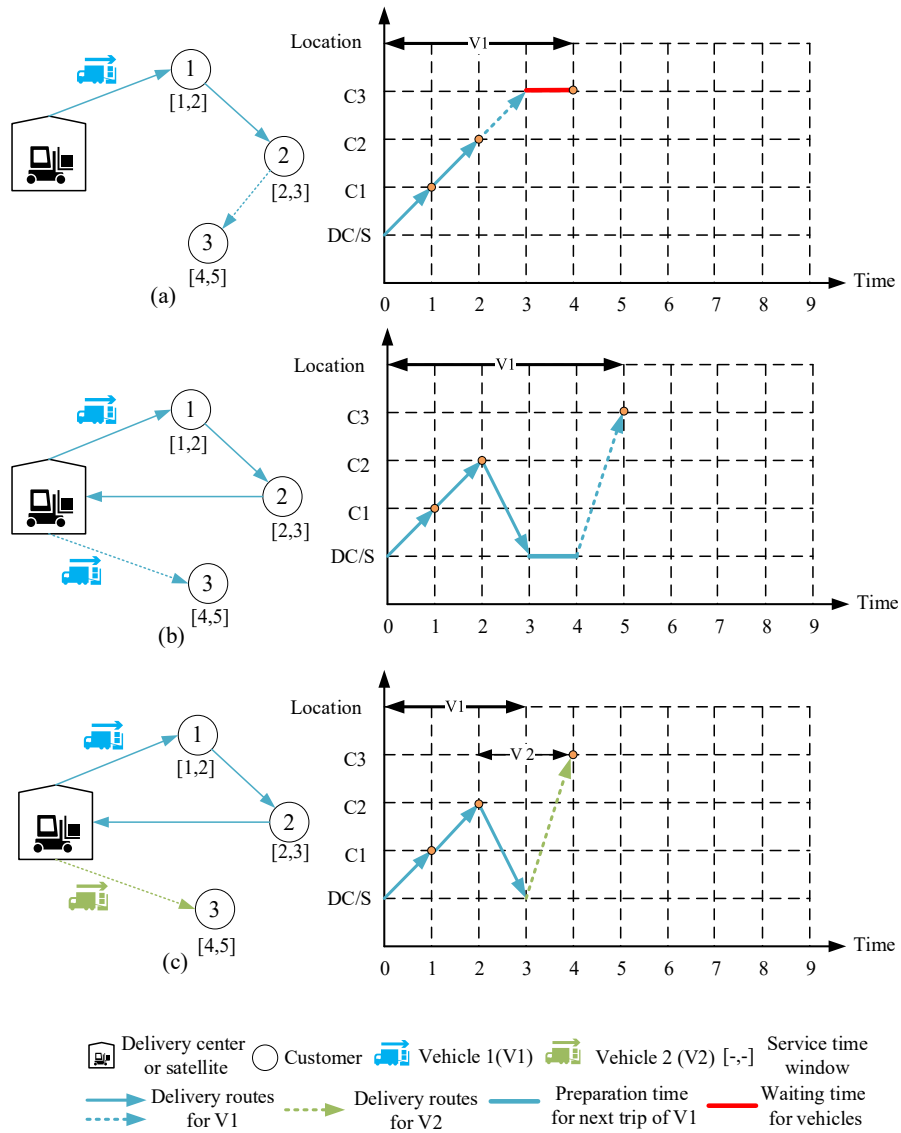 1
[1,2]
2
[2,3]
3
[4,5]
(a)
Location
V1
C3
C2
C1
DC/S
Time
0 1 2 3 4 5 6 7 8 9
1
[1,2]
2
[2,3]
3
[4,5]
(b)
Location
V1
C3
C2
C1
DC/S
Time
0 1 2 3 4 5 6 7 8 9
1
[1,2]
2
[2,3]
3
[4,5]
(c)
Location
V1
V 2
C3
C2
C1
DC/S
Time
0 1 2 3 4 5 6 7 8 9
Delivery center
or satellite
Customer
Vehicle 1(V1)
Vehicle 2 (V2)
[-,-]
Service time
window
Delivery routes
for V1
Delivery routes
for V2
Preparation time
for next trip of V1
Waiting time
for vehicles